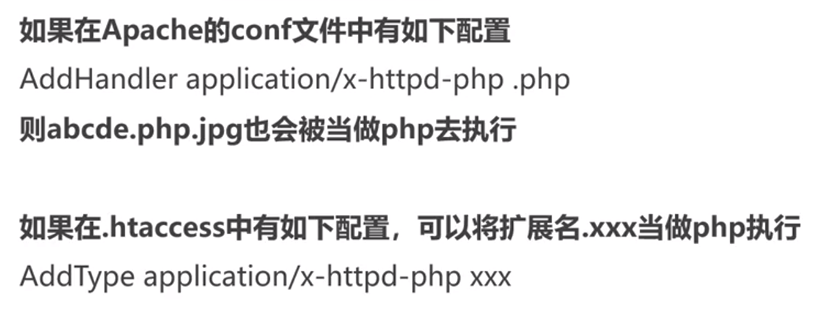 如果在Apache的conf文件中有如下配置
AddHandler application/x-httpd-php .php
则abcde.php.jpg也会被当做php去执行
如果在.htaccess中有如下配置，可以将扩展名.xxx当做php执行
AddType application/x-httpd-php xxx